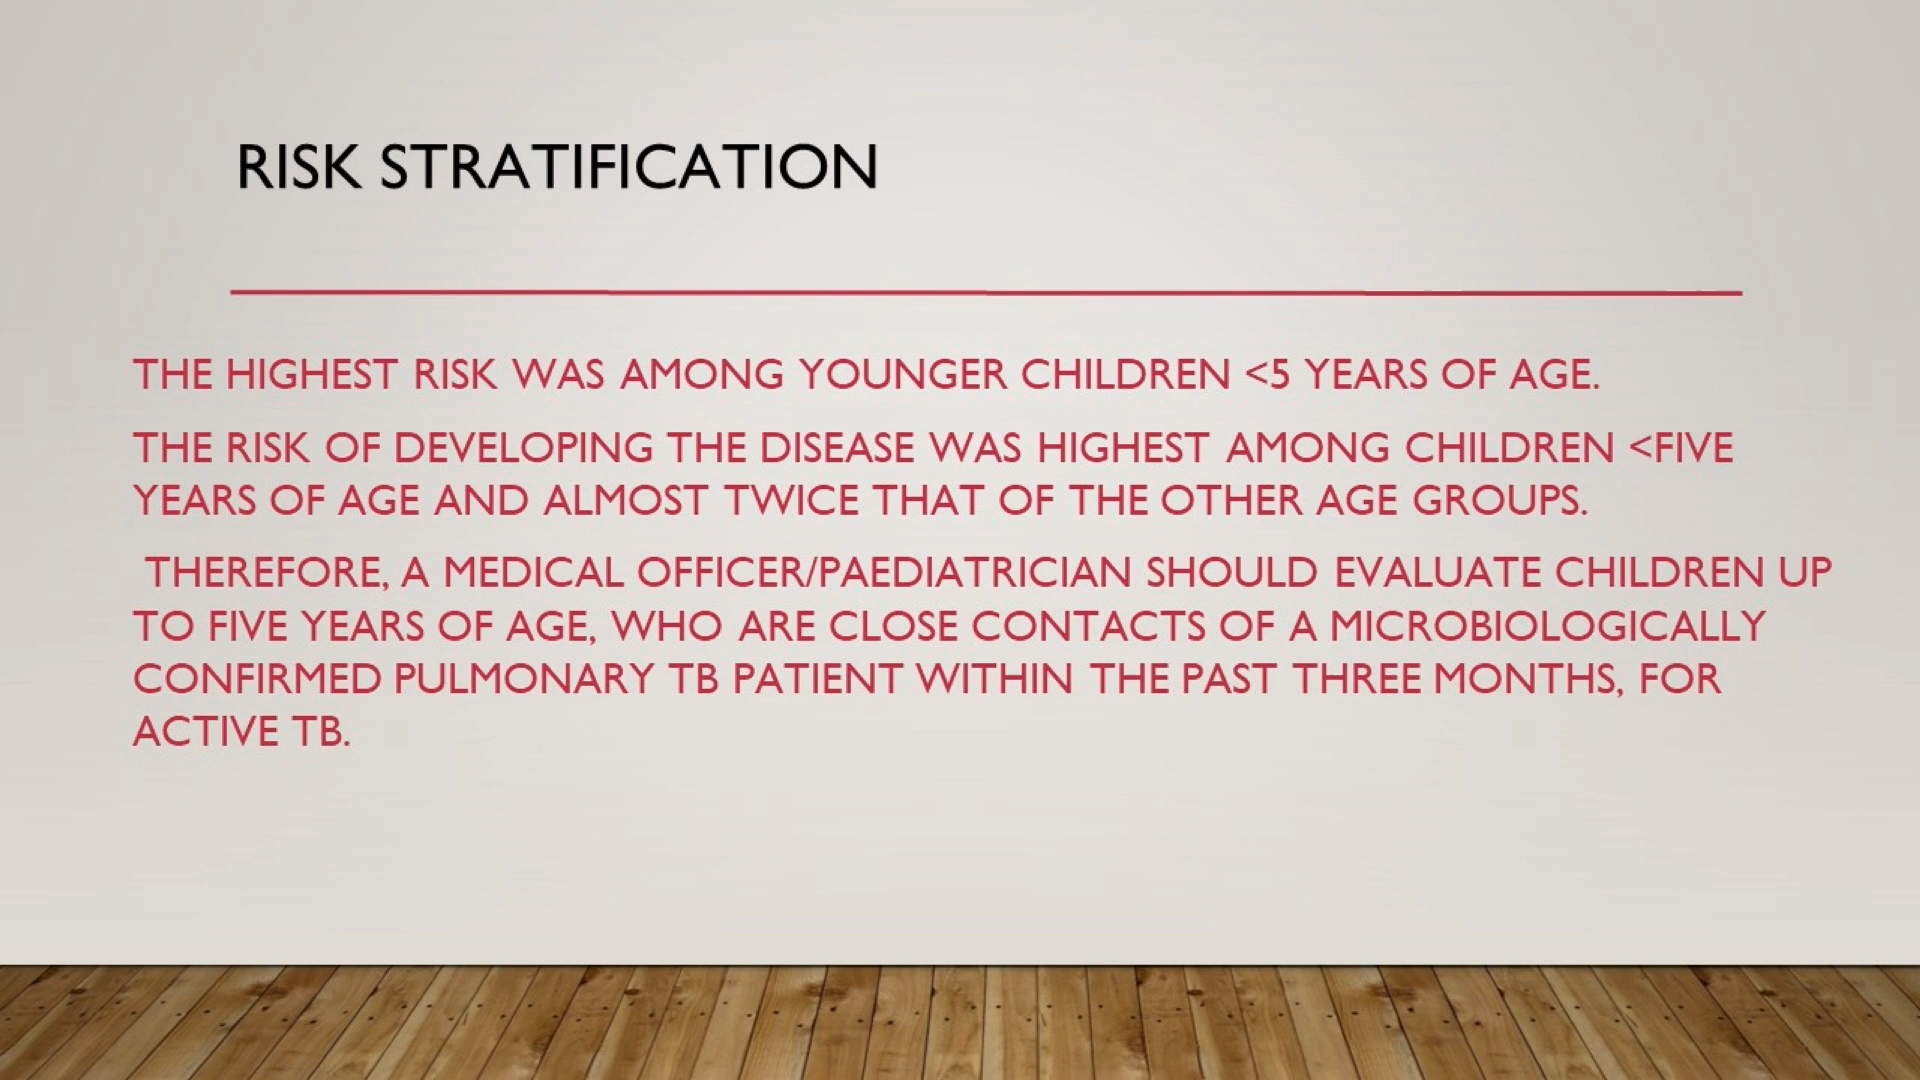 RISK STRATIFICATION
THE HIGHEST RISK WAS AMONG YOUNGER CHILDREN <5 YEARS OF AGE.
THE RISK OF DEVELOPING THE DISEASE WAS HIGHEST AMONG CHILDREN <FIVE
YEARS OF AGE AND ALMOST TWICE THAT OF THE OTHER AGE GROUPS.
THEREFORE, A MEDICAL OFFICER/PAEDIATRICIAN SHOULD EVALUATE CHILDREN UP
TO FIVE YEARS OF AGE, WHO ARE CLOSE CONTACTS OF A MICROBIOLOGICALLY
CONFIRMED PULMONARY TB PATIENT WITHIN THE PAST THREE MONTHS, FOR
ACTIVE TB.